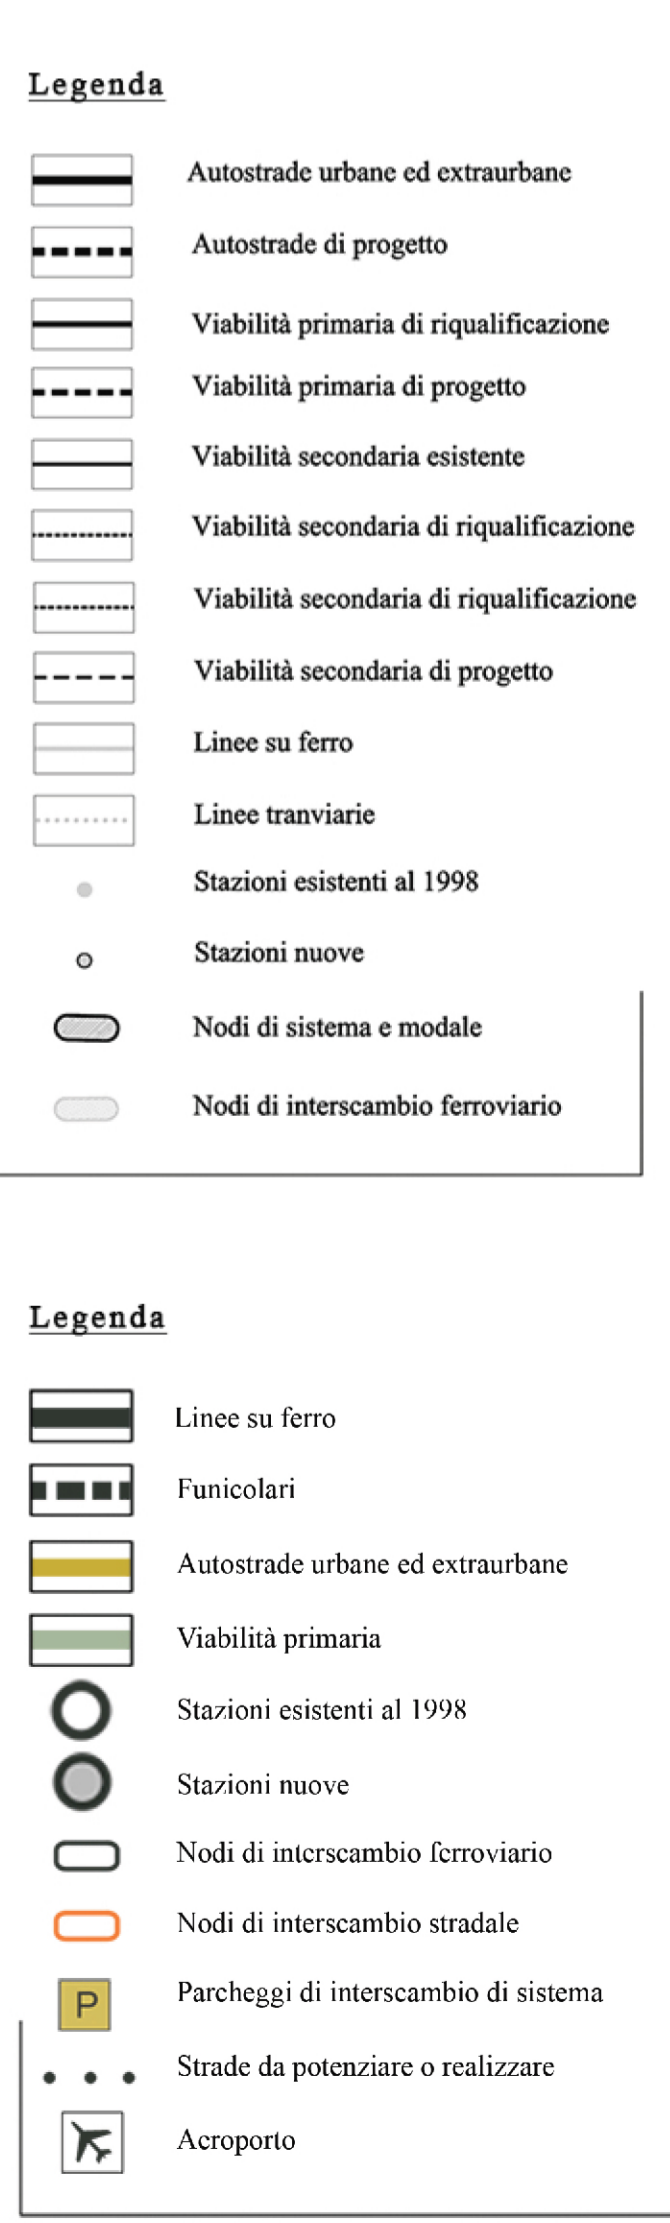 Legenda
Autostrade urbane ed extraurbane
Autostrade di progetto
Viabilità primaria di riqualificazione
Viabilità primaria di progetto
Viabilità secondaria esistente
Viabilità secondaria di riqualificazione
Viabilità secondaria di riqualificazione
Viabilità secondaria di progetto
Linee su ferro
Linee tranviarie
Stazioni esistenti al 1998
Stazioni nuove
Nodi di sistema e modale
Nodi di interscambio ferroviario
Legenda
Linee su ferro
Funicolari
Autostrade urbane ed extraurbane
Viabilità primaria
Stazioni esistenti al 1998
Stazioni nuove
Nodi di interscambio ferroviario
Nodi di interscambio stradale
P Parcheggi di interscambio di sistema
Strade da potenziare o realizzare
Aeroporto